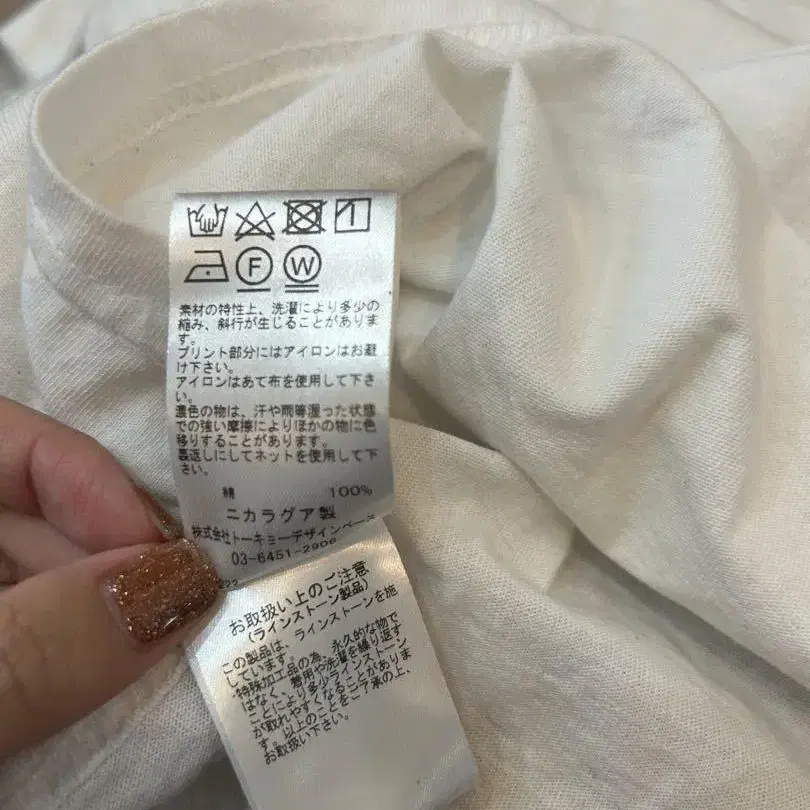 F W
素材の特性上、洗濯により多少の
縮み、斜行が生じることがありま
す。
プリント部分にはアイロンはお避
け下さい。
アイロンはあて布を使用して下さ
い。
濃色の物は、汗や雨等湿った状態
での強い摩擦によりほかの物に色
移りすることがあります。
裏返しにしてネットを使用して下
さい。
綿 100%
ニカラグア製
株式会社トーキョーデザインベース
03-6451-2906
222
お取扱い上のご注意
(ラインストーン製品)
この製品は、ラインストーンを施
しています。
特殊加工品の為、永久的な物で
はなく、着用や洗濯を繰り返す
ことにより多少ラインストーン
が取れやすくなることがありま
す。以上のことをご了承の上、
お取扱い下さい。